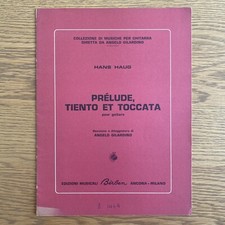 COLLEZIONE DI MUSICHE PER CHITARRA
DIRETTA DA ANGELO GILARDINO
HANS HAUG
PRÉLUDE,
TIENTO ET TOCCATA
pour guitare
Revisione e diteggiatura di
ANGELO GILARDINO
EDIZIONI MUSICALI Bèrben ANCONA - MILANO